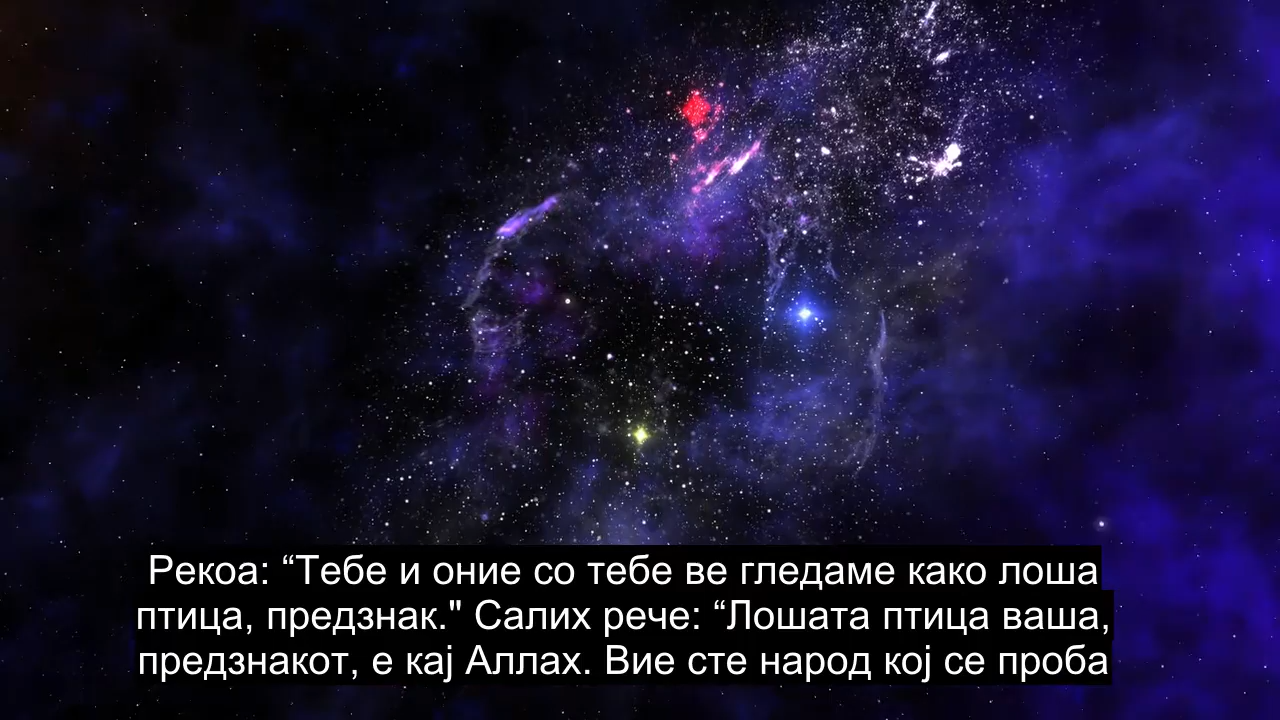 Рекоа: “Тебе и оние со тебе ве гледаме како лоша
птица, предзнак." Салих рече: “Лошата птица ваша,
предзнакот, е кај Аллах. Вие сте народ кој се проба